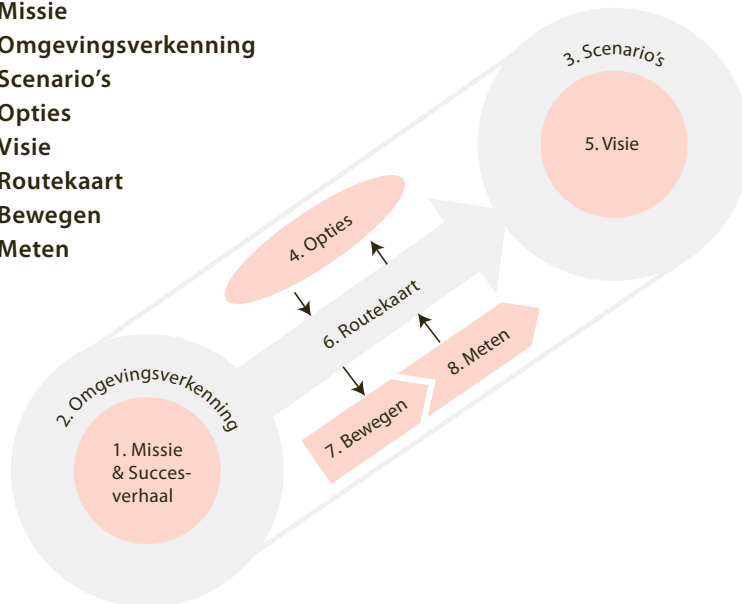 Missie
Omgevingsverkenning
Scenario's
Opties
Visie
Routekaart
Bewegen
Meten
3. Scenario's
5. Visie
4. Opties
6. Routekaart
8. Meten
7. Bewegen
2. Omgevingsverkenning
1. Missie
& Succes-
verhaal